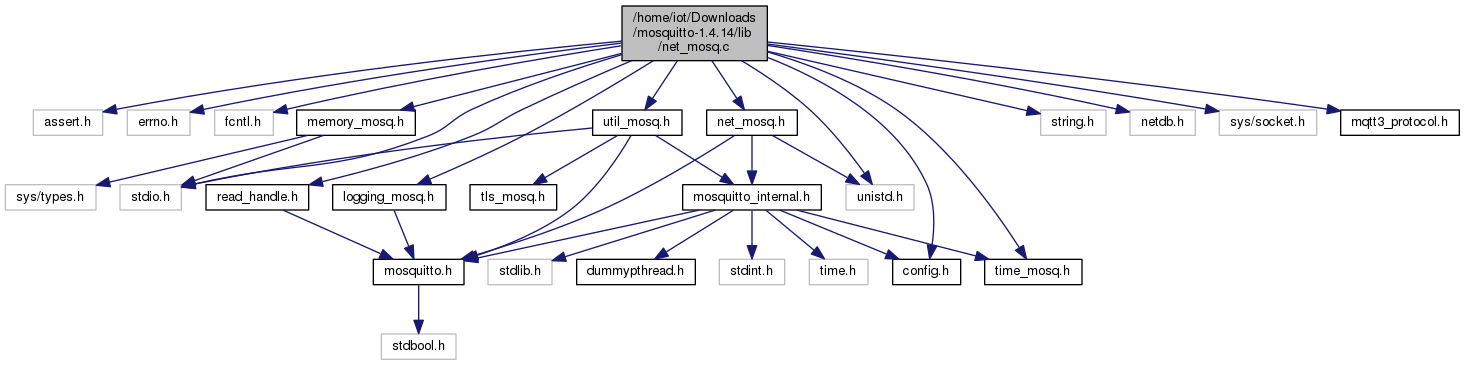 /home/iot/Downloads
/mosquitto-1.4.14/lib
/net_mosq.c
assert.h
errno.h
fcntl.h
memory_mosq.h
util_mosq.h
net_mosq.h
string.h
netdb.h
sys/socket.h
mqtt3_protocol.h
sys/types.h
stdio.h
read_handle.h
logging_mosq.h
tls_mosq.h
mosquitto_internal.h
unistd.h
mosquitto.h
stdlib.h
dummypthread.h
stdint.h
time.h
config.h
time_mosq.h
stdbool.h